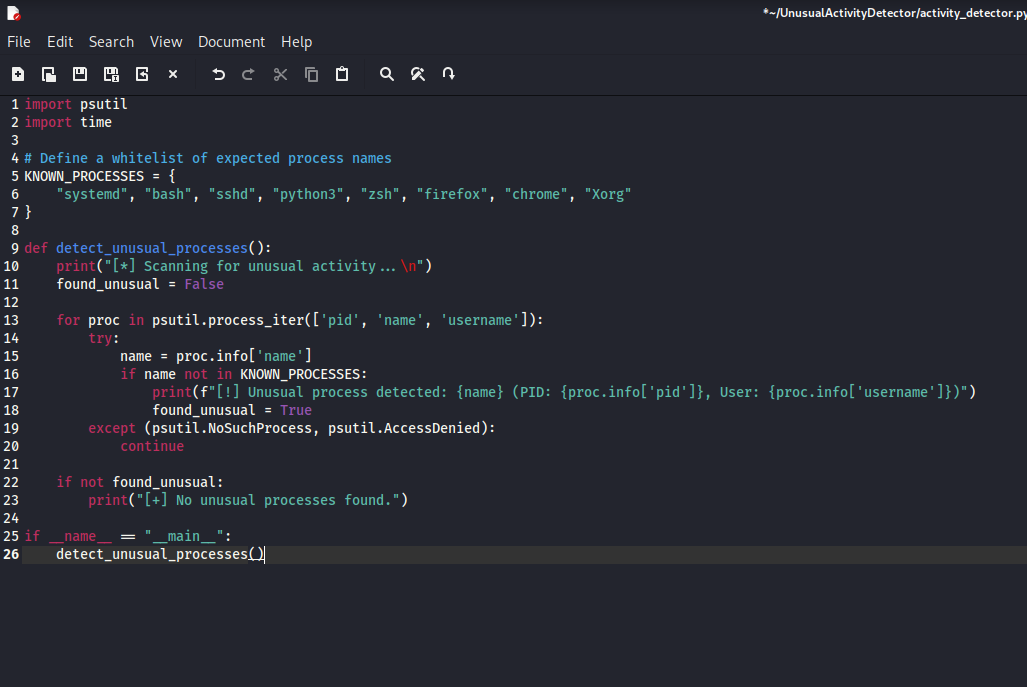 *~/UnusualActivityDetector/activity_detector.py
File Edit Search View Document Help
1 import psutil
2 import time
3
4 # Define a whitelist of expected process names
5 KNOWN_PROCESSES = {
6     "systemd", "bash", "sshd", "python3", "zsh", "firefox", "chrome", "Xorg"
7 }
8
9 def detect_unusual_processes():
10     print("[*] Scanning for unusual activity...\n")
11     found_unusual = False
12
13     for proc in psutil.process_iter(['pid', 'name', 'username']):
14         try:
15             name = proc.info['name']
16             if name not in KNOWN_PROCESSES:
17                 print(f"[!] Unusual process detected: {name} (PID: {proc.info['pid']}, User: {proc.info['username']})")
18                 found_unusual = True
19         except (psutil.NoSuchProcess, psutil.AccessDenied):
20             continue
21
22     if not found_unusual:
23         print("[+] No unusual processes found.")
24
25 if __name__ == "__main__":
26     detect_unusual_processes()